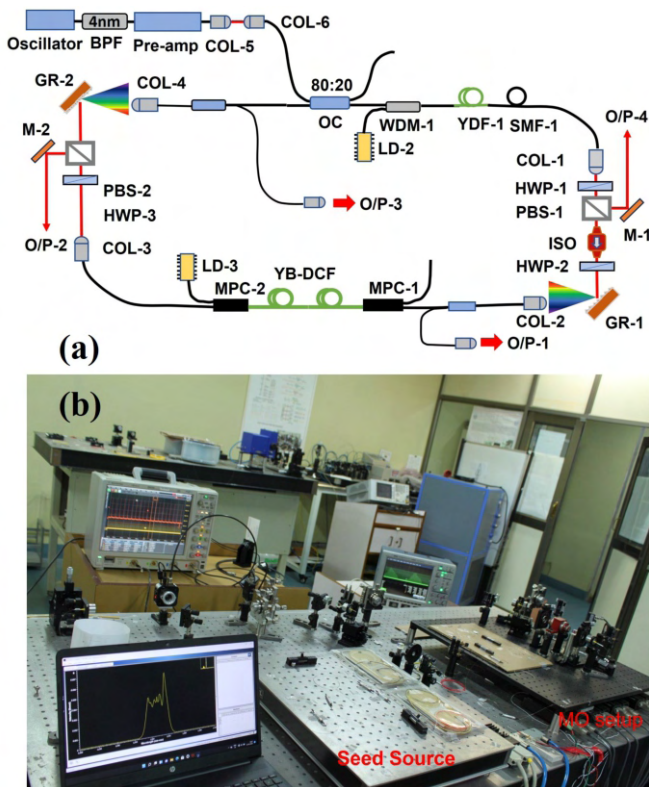 Oscillator
4nm
BPF
Pre-amp
COL-5
COL-6
GR-2
COL-4
80:20
OC
WDM-1
LD-2
YDF-1
SMF-1
O/P-4
M-2
COL-1
HWP-1
PBS-1
M-1
PBS-2
HWP-3
O/P-3
ISO
O/P-2
COL-3
HWP-2
LD-3
YB-DCF
MPC-2
MPC-1
COL-2
GR-1
O/P-1
(a)
(b)
Seed Source
MO setup